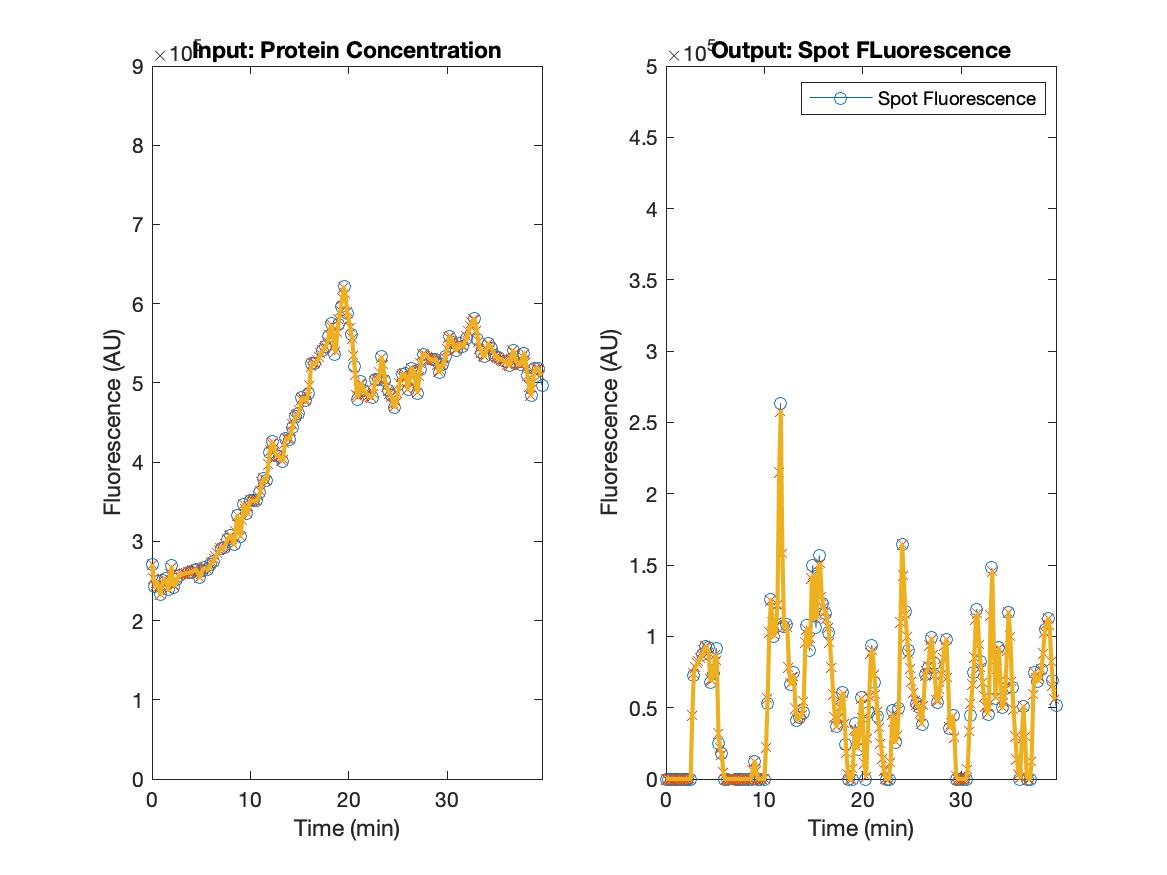 ×10⁵
Input: Protein Concentration
9
8
7
6
5
4
3
2
1
0
0 10 20 30
Fluorescence (AU)
Time (min)
×10⁵
Output: Spot FLuorescence
Spot Fluorescence
5
4.5
4
3.5
3
2.5
2
1.5
1
0.5
0
0 10 20 30
Fluorescence (AU)
Time (min)